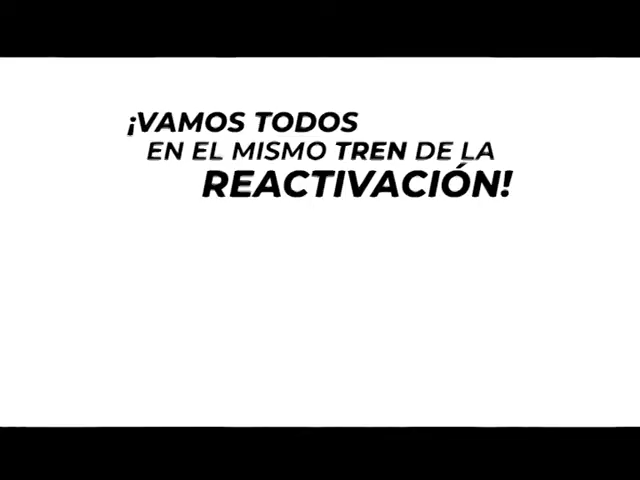 ¡VAMOS TODOS
EN EL MISMO TREN DE LA
REACTIVACIÓN!